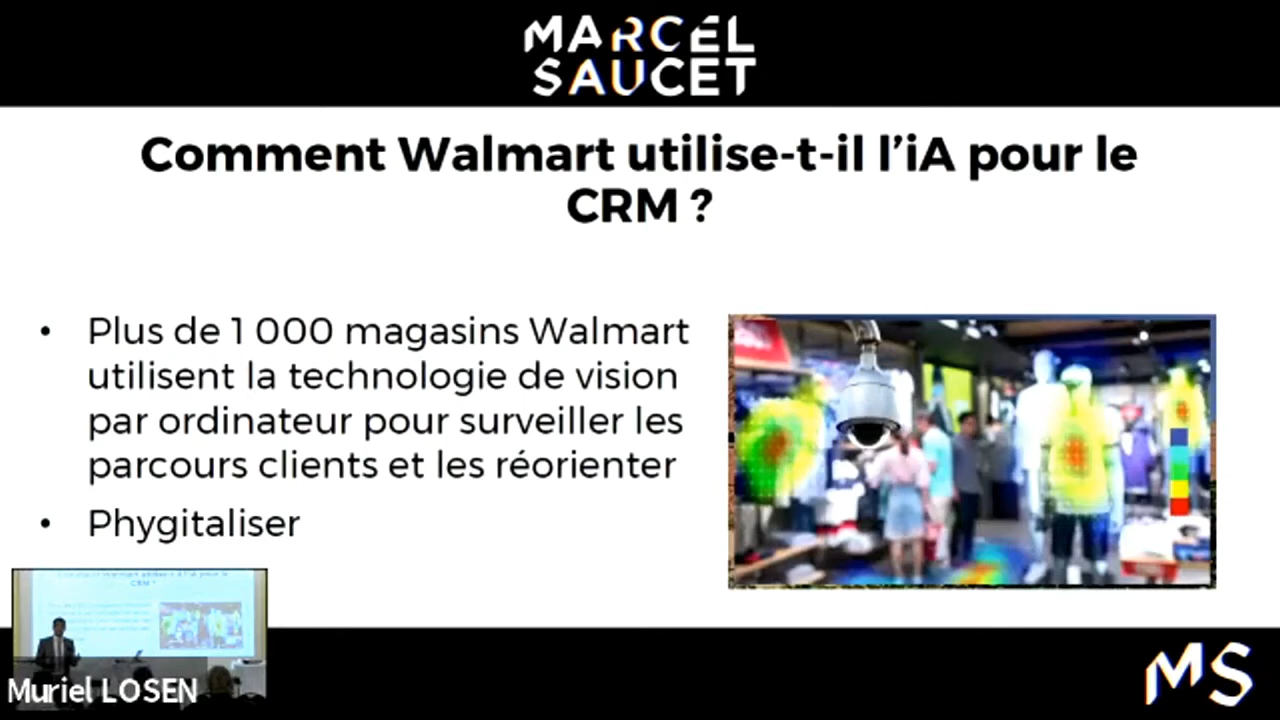 MARCEL
SAUCET
Comment Walmart utilise-t-il l’iA pour le
CRM ?
• Plus de 1 000 magasins Walmart
utilisent la technologie de vision
par ordinateur pour surveiller les
parcours clients et les réorienter
• Phygitaliser
CRM ?
Muriel LOSEN
MS